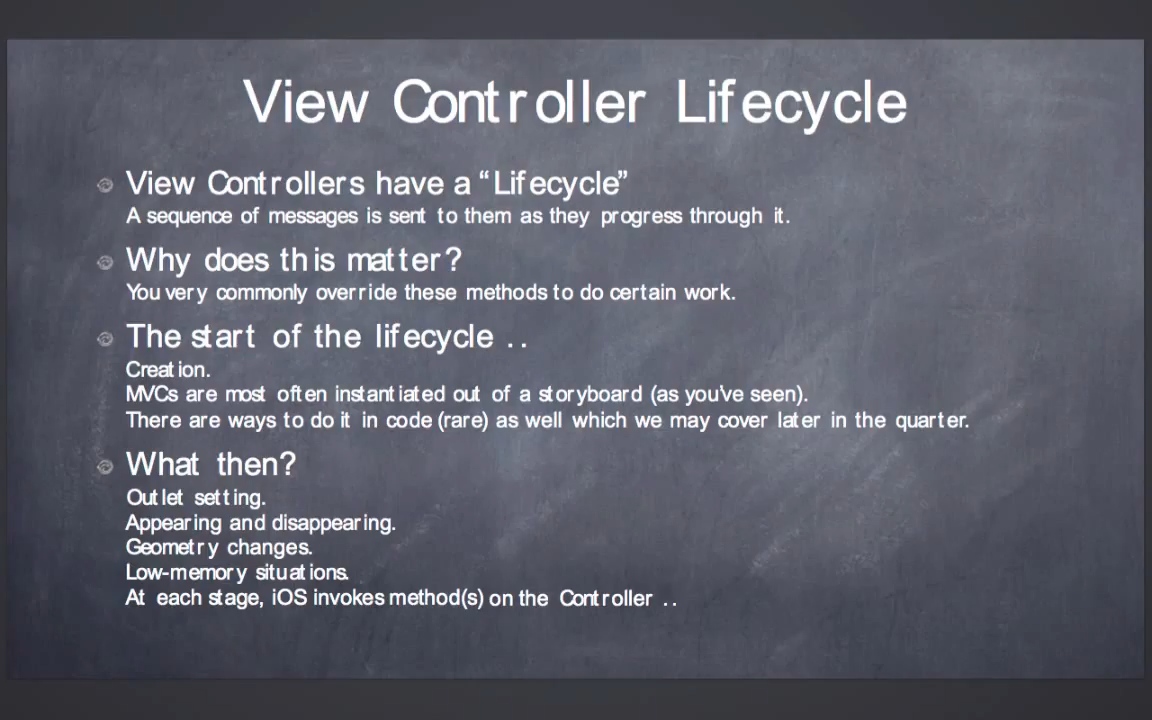 View Controller Lifecycle
View Controllers have a “Lifecycle”
A sequence of messages is sent to them as they progress through it.
Why does this matter?
You very commonly override these methods to do certain work.
The start of the lifecycle ..
Creation.
MVCs are most often instantiated out of a storyboard (as you’ve seen).
There are ways to do it in code (rare) as well which we may cover later in the quarter.
What then?
Outlet setting.
Appearing and disappearing.
Geometry changes.
Low-memory situations.
At each stage, iOS invokes method(s) on the Controller ..